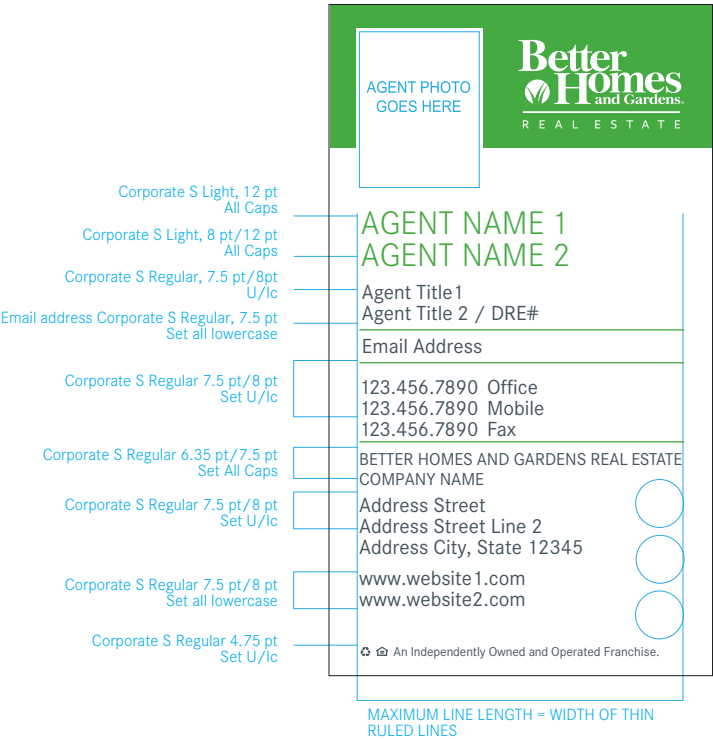 AGENT PHOTO
GOES HERE
Better
Homes
and Gardens®
REAL ESTATE
Corporate S Light, 12 pt
All Caps
Corporate S Light, 8 pt/12 pt
All Caps
Corporate S Regular, 7.5 pt/8pt
U/lc
Email address Corporate S Regular, 7.5 pt
Set all lowercase
Corporate S Regular 7.5 pt/8 pt
Set U/lc
Corporate S Regular 6.35 pt/7.5 pt
Set All Caps
Corporate S Regular 7.5 pt/8 pt
Set U/lc
Corporate S Regular 7.5 pt/8 pt
Set all lowercase
Corporate S Regular 4.75 pt
Set U/lc
AGENT NAME 1
AGENT NAME 2
Agent Title1
Agent Title 2 / DRE#
Email Address
123.456.7890 Office
123.456.7890 Mobile
123.456.7890 Fax
BETTER HOMES AND GARDENS REAL ESTATE
COMPANY NAME
Address Street
Address Street Line 2
Address City, State 12345
www.website1.com
www.website2.com
An Independently Owned and Operated Franchise.
MAXIMUM LINE LENGTH = WIDTH OF THIN
RULED LINES